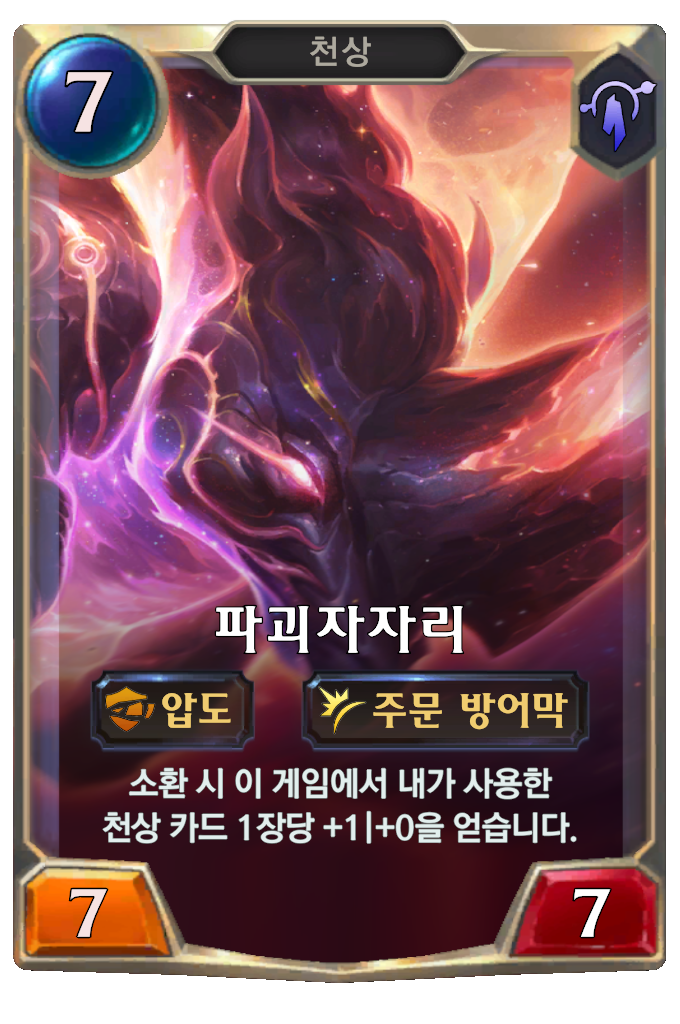 천상
7
파괴자자리
압도 주문 방어막
소환 시 이 게임에서 내가 사용한
천상 카드 1장당 +1|+0을 얻습니다.
7 7